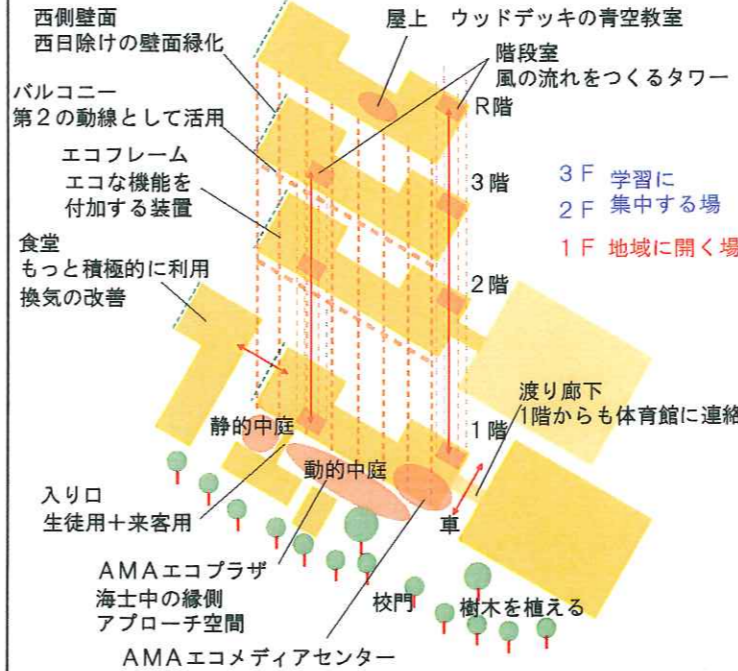 西側壁面
西日除けの壁面緑化
屋上　ウッドデッキの青空教室
階段室
風の流れをつくるタワー
バルコニー
第２の動線として活用
R階
エコフレーム
エコな機能を
付加する装置
3階
３Ｆ 学習に
２Ｆ 集中する場
１Ｆ 地域に開く場
食堂
もっと積極的に利用
換気の改善
2階
渡り廊下
1階からも体育館に連絡
1階
静的中庭
動的中庭
入り口
生徒用＋来客用
車
AMAエコプラザ
海士中の縁側
アプローチ空間
校門
樹木を植える
AMAエコメディアセンター